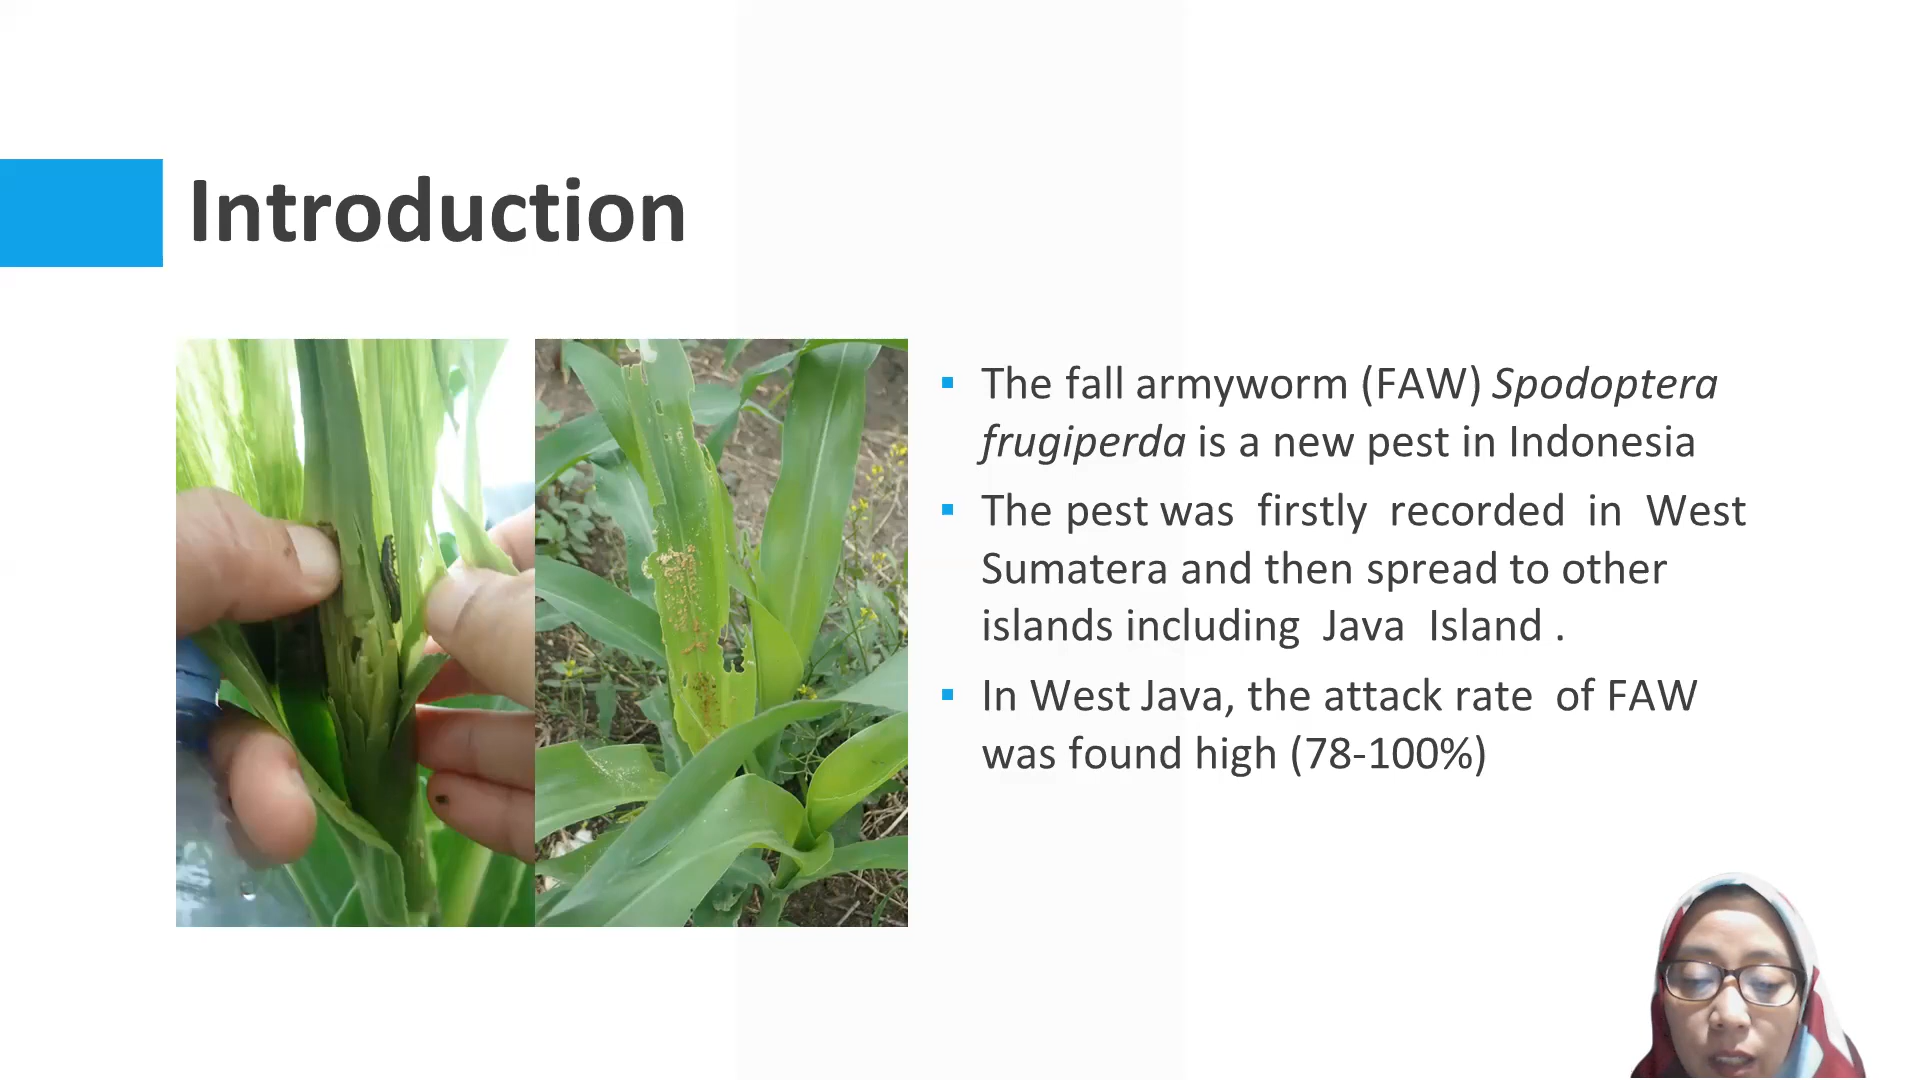 Introduction
The fall armyworm (FAW) Spodoptera
frugiperda is a new pest in Indonesia
The pest was firstly recorded in West
Sumatera and then spread to other
islands including Java Island .
In West Java, the attack rate of FAW
was found high (78-100%)